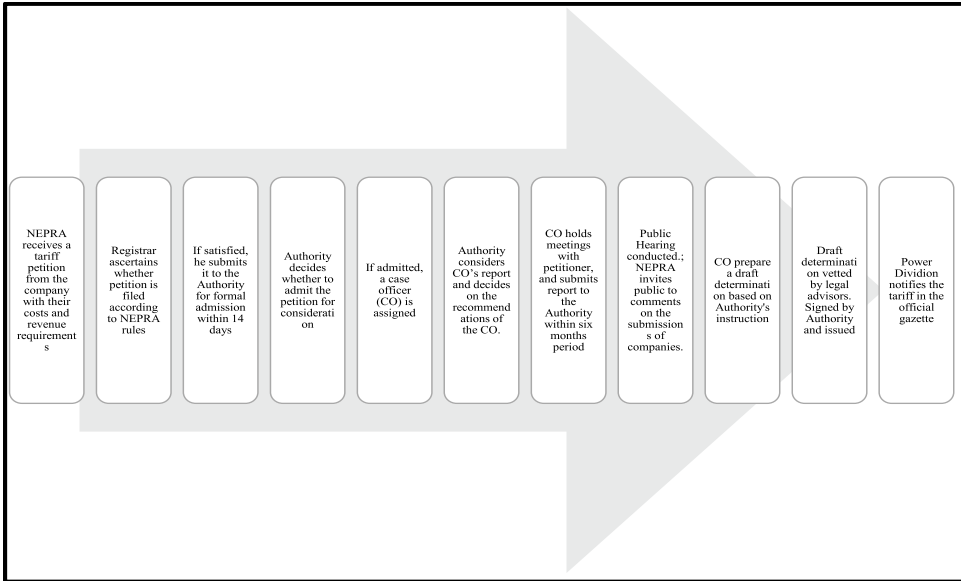 NEPRA
receives a
tariff
petition
from the
company
with their
costs and
revenue
requirement
s
Registrar
ascertains
whether
petition is
filed
according
to NEPRA
rules
If satisfied,
he submits
it to the
Authority
for formal
admission
within 14
days
Authority
decides
whether to
admit the
petition for
considerati
on
If admitted,
a case
officer
(CO) is
assigned
Authority
considers
CO's report
and decides
on the
recommend
ations of
the CO.
CO holds
meetings
with
petitioner,
and submits
report to
the
Authority
within six
months
period
Public
Hearing
conducted.;
NEPRA
invites
public to
comments
on the
submission
s of
companies.
CO prepare
a draft
determinati
on based on
Authority's
instruction
Draft
determinati
on vetted
by legal
advisors.
Signed by
Authority
and issued
Power
Dividion
notifies the
tariff in the
official
gazette